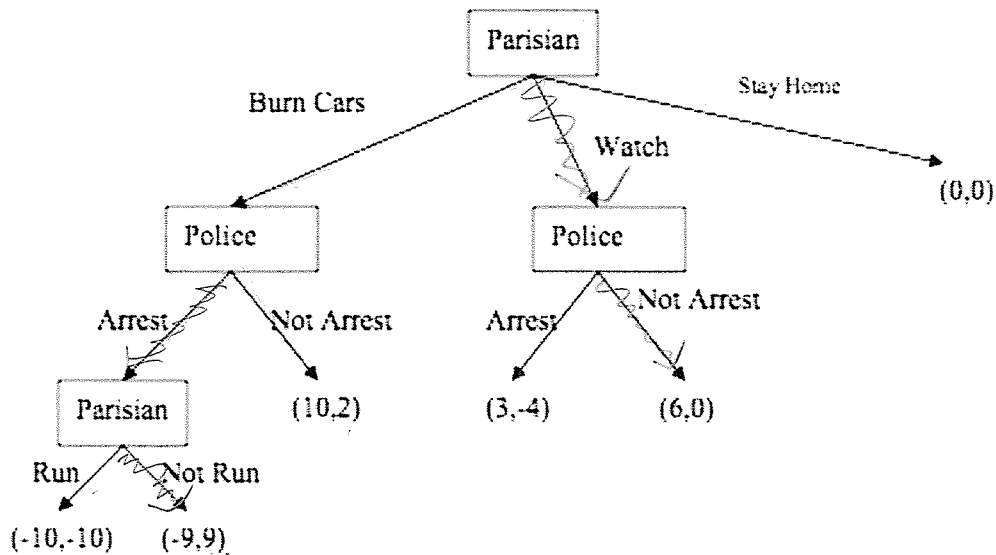 Parisian
Burn Cars
Stay Home
Watch
(0,0)
Police
Police
Arrest
Not Arrest
Arrest
Not Arrest
Parisian
(10,2)
(3,-4)
(6,0)
Run
Not Run
(-10,-10)
(-9,9)